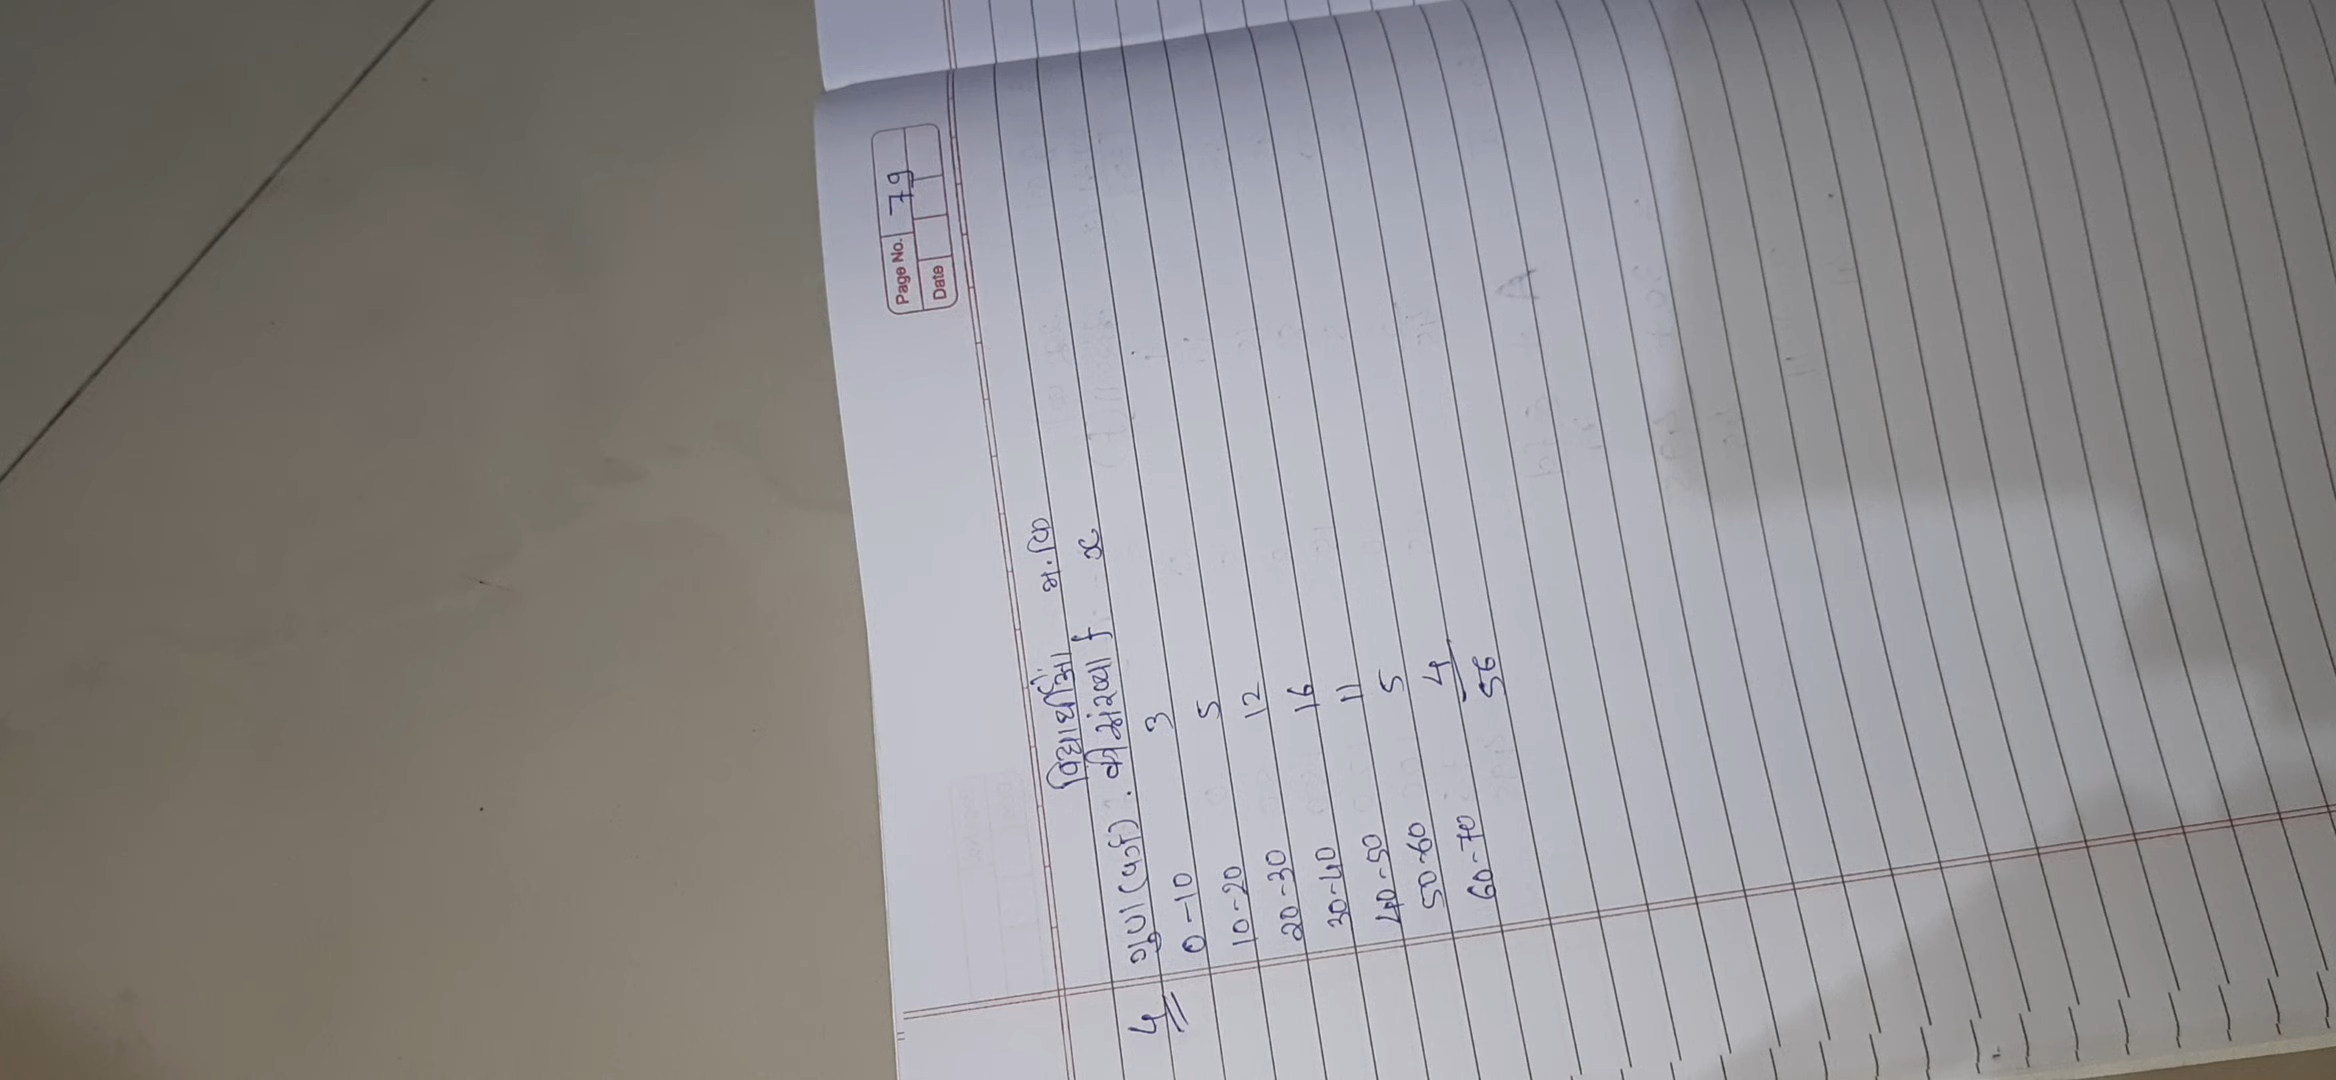 Page No. 79
Date
વિદ્યાર્થીઓ મ.કિ
4 ગુણ (વર્ગ). ની સંખ્યા f x
0-10 3
10-20 5
20-30 12
30-40 16
40-50 11
50-60 5
60-70 4
56